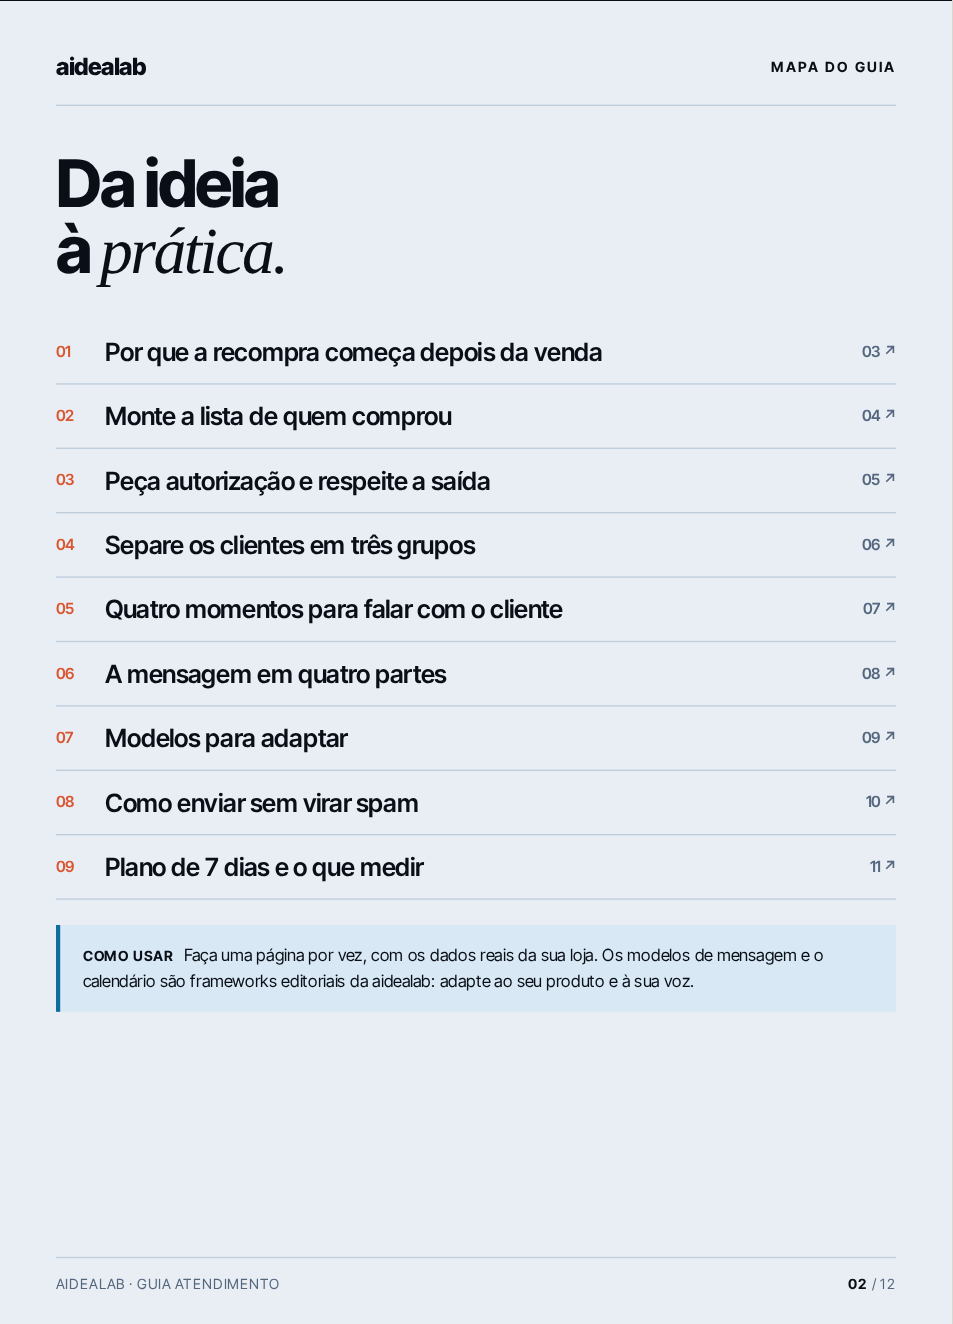 aidealab
MAPA DO GUIA
Da ideia
à prática.
01 Por que a recompra começa depois da venda 03 ↗
02 Monte a lista de quem comprou 04 ↗
03 Peça autorização e respeite a saída 05 ↗
04 Separe os clientes em três grupos 06 ↗
05 Quatro momentos para falar com o cliente 07 ↗
06 A mensagem em quatro partes 08 ↗
07 Modelos para adaptar 09 ↗
08 Como enviar sem virar spam 10 ↗
09 Plano de 7 dias e o que medir 11 ↗
COMO USAR Faça uma página por vez, com os dados reais da sua loja. Os modelos de mensagem e o
calendário são frameworks editoriais da aidealab: adapte ao seu produto e à sua voz.
AIDEALAB · GUIA ATENDIMENTO
02 / 12